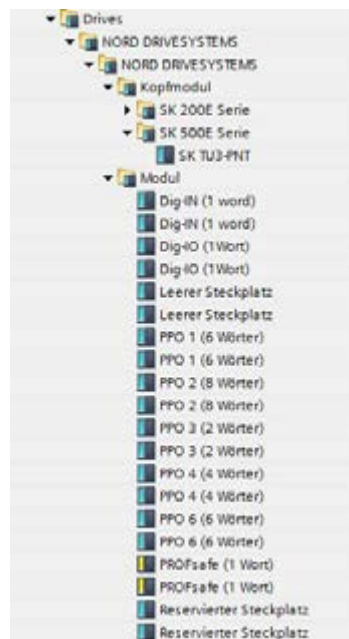 Drives
NORD DRIVESYSTEMS
NORD DRIVESYSTEMS
Kopfmodul
SK 200E Serie
SK 500E Serie
SK TU3-PNT
Modul
Dig-IN (1 word)
Dig-IN (1 word)
Dig-IO (1Wort)
Dig-IO (1Wort)
Leerer Steckplatz
Leerer Steckplatz
PPO 1 (6 Wörter)
PPO 1 (6 Wörter)
PPO 2 (8 Wörter)
PPO 2 (8 Wörter)
PPO 3 (2 Wörter)
PPO 3 (2 Wörter)
PPO 4 (4 Wörter)
PPO 4 (4 Wörter)
PPO 6 (6 Wörter)
PPO 6 (6 Wörter)
PROFsafe (1 Wort)
PROFsafe (1 Wort)
Reservierter Steckplatz
Reservierter Steckplatz